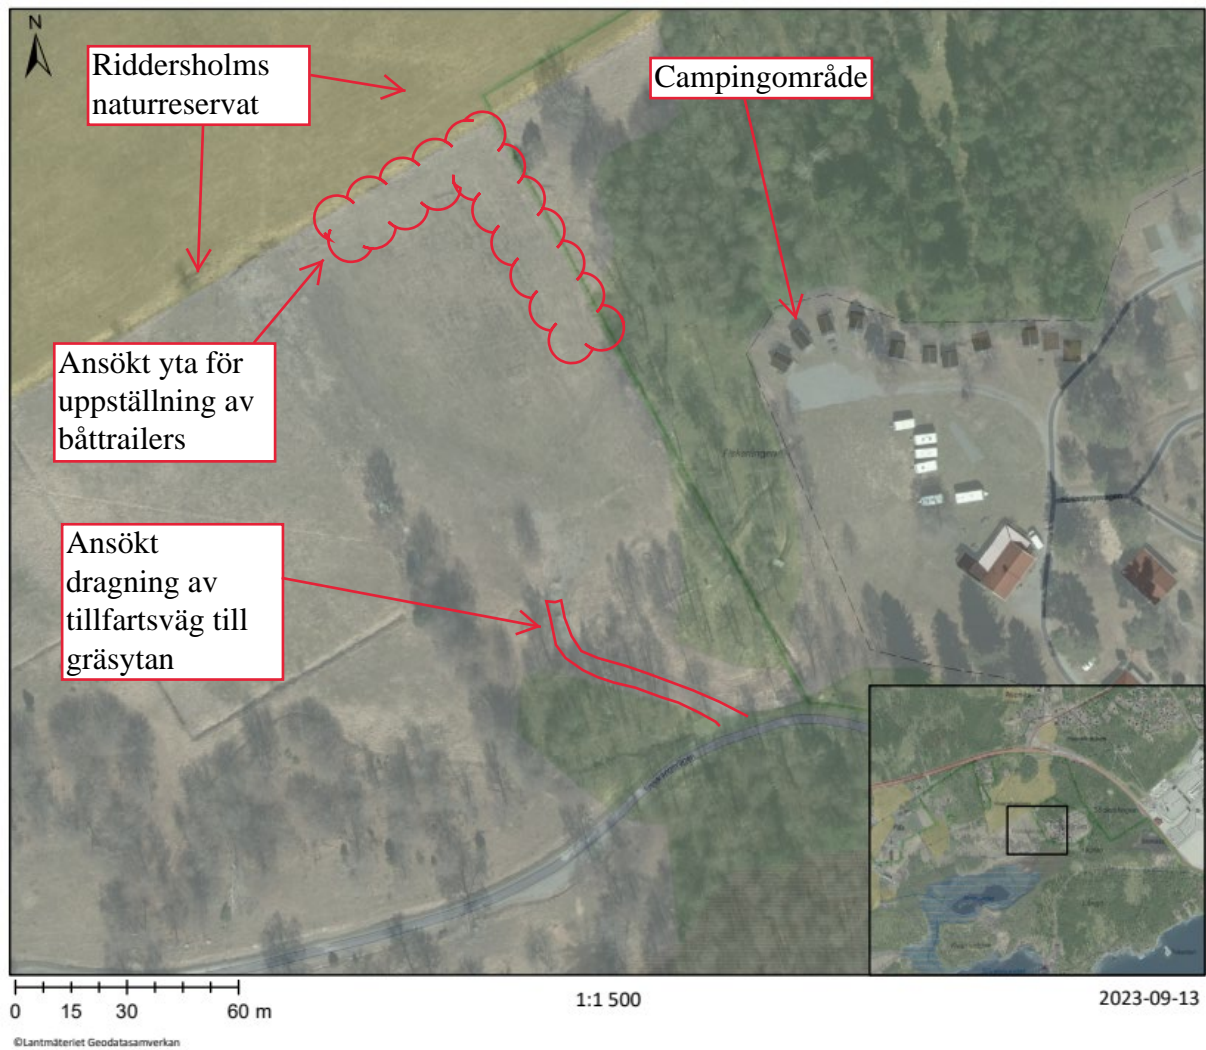 N
Riddersholms
naturreservat
Campingområde
Ansökt yta för
uppställning av
båttrailers
Ansökt
dragning av
tillfartsväg till
gräsytan
0 15 30 60 m
1:1 500
2023-09-13
©Lantmäteriet Geodatasamverkan